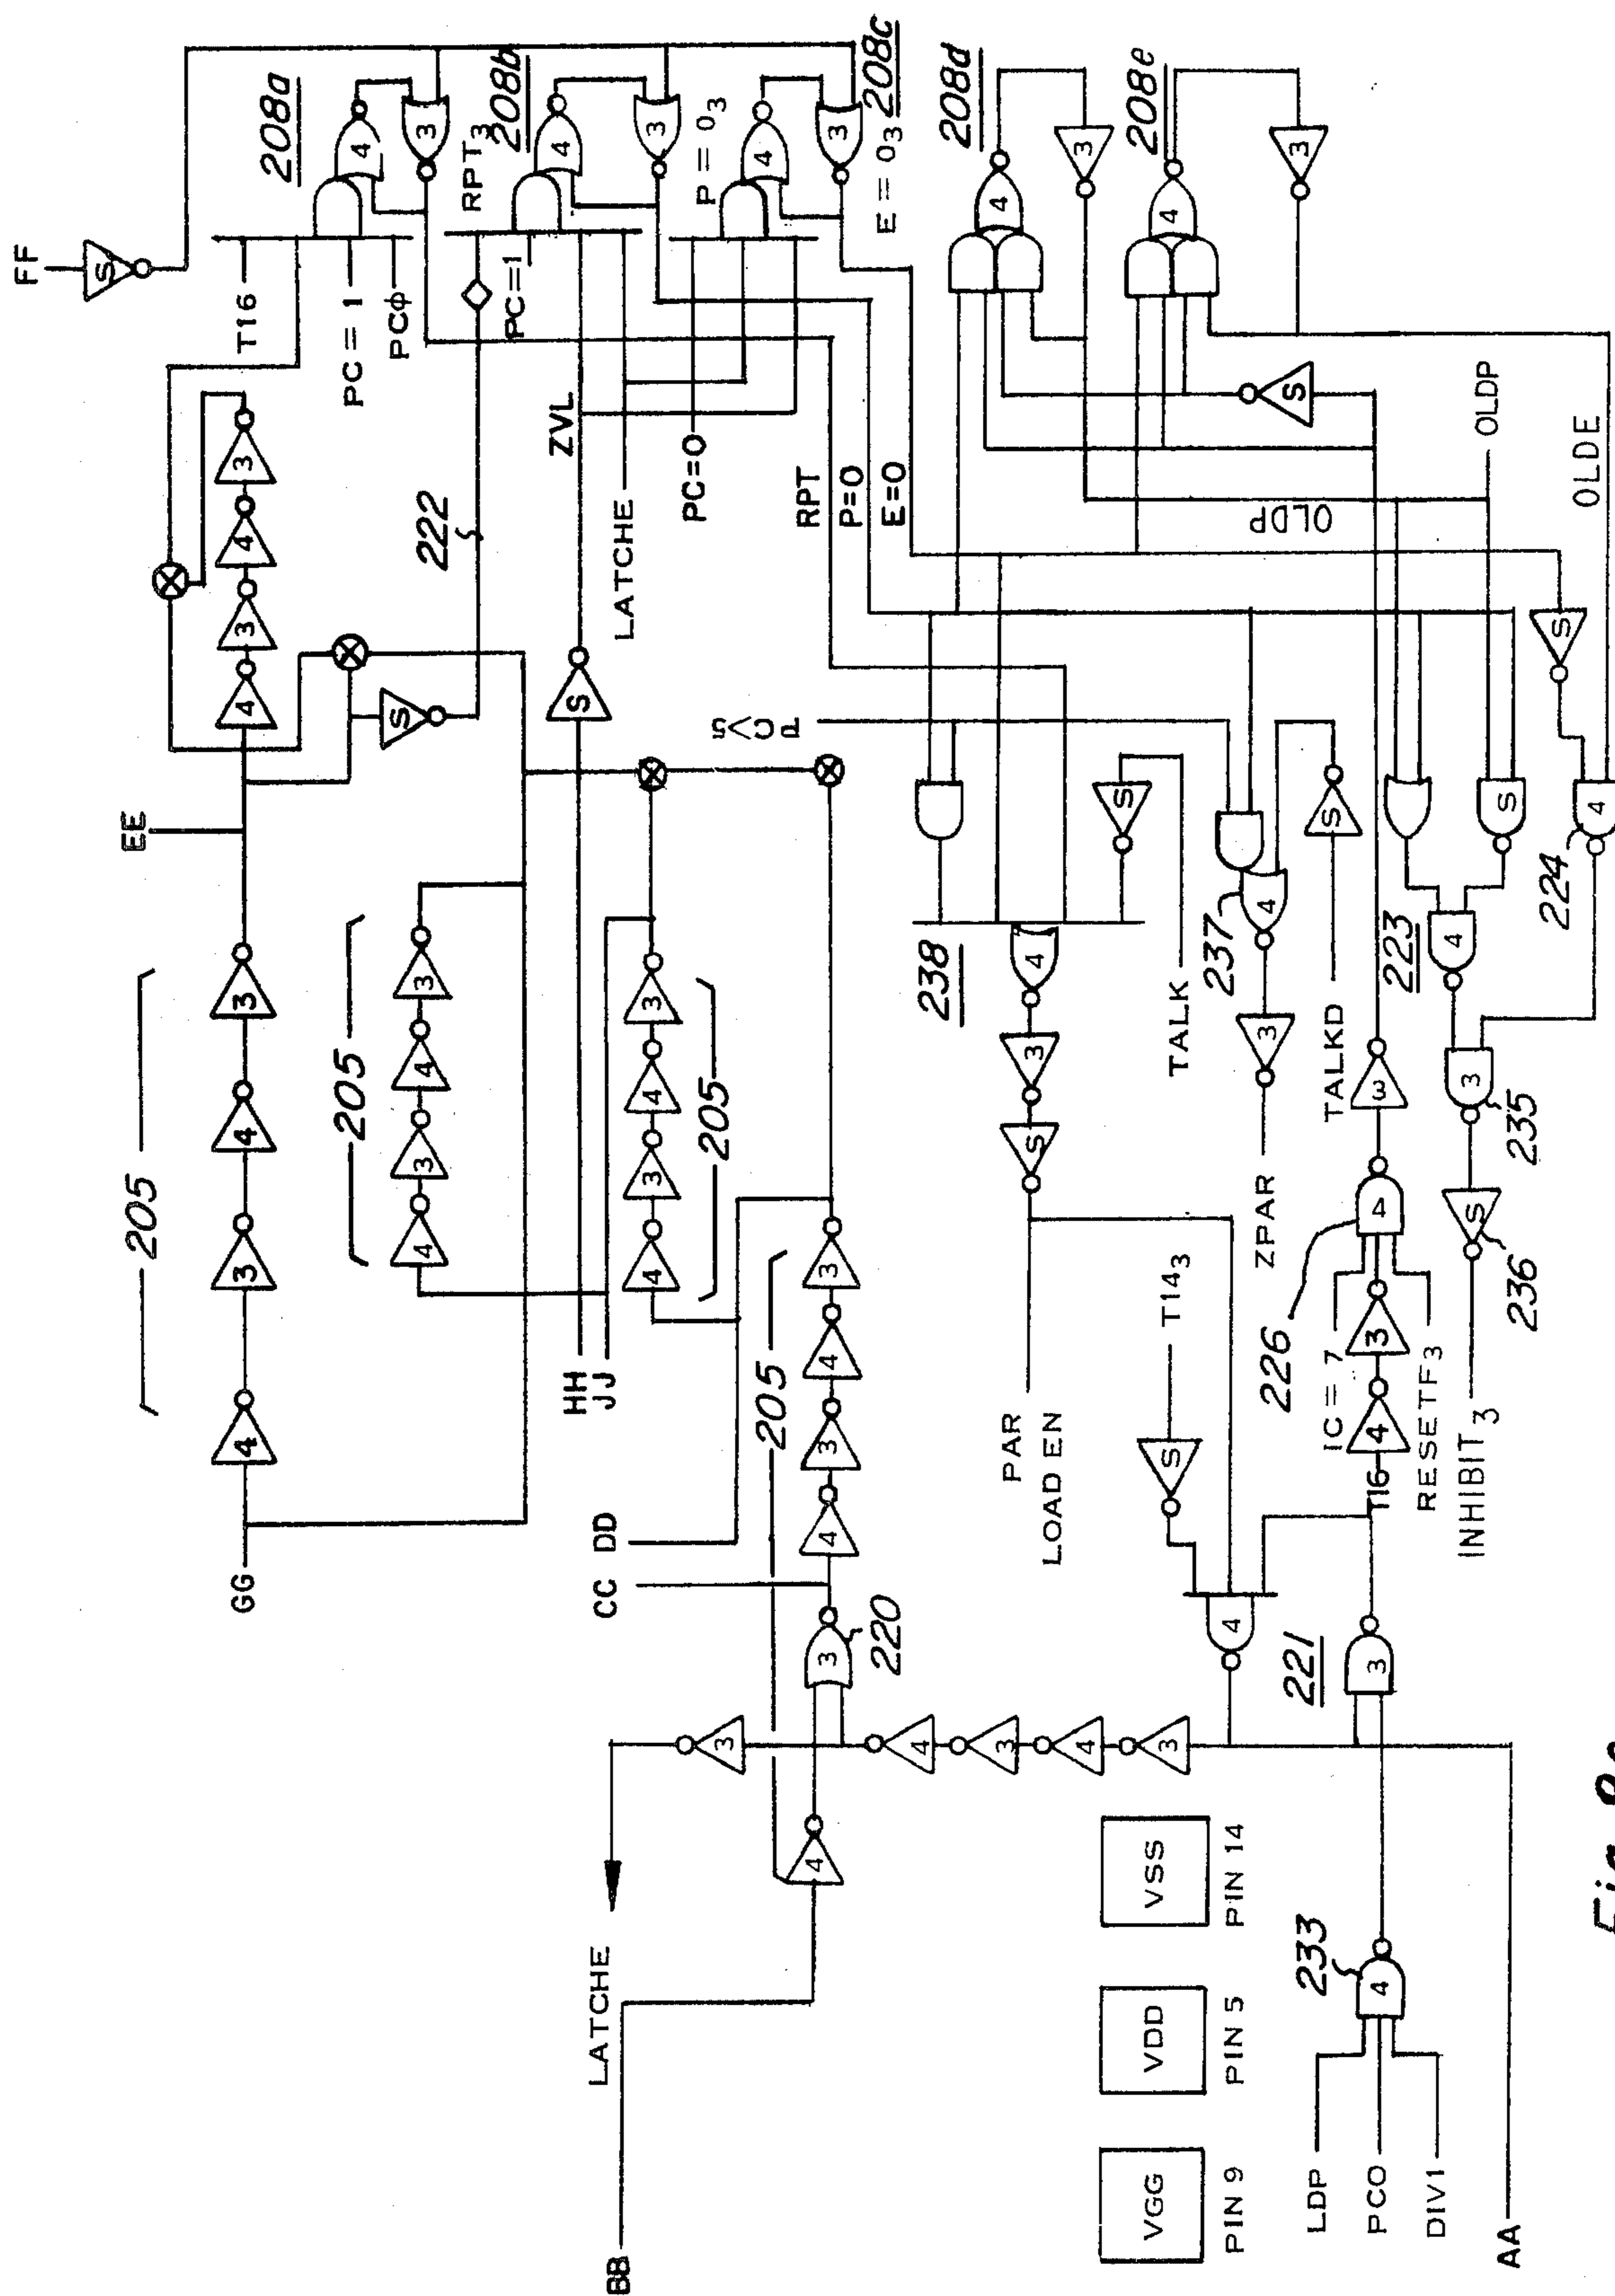 FF
208a
T16
PC = 1
PCϕ
3
4
RPT3
208b
PC=1
P = 03
208c
E = 03
208d
208e
EE
222
ZVL
LATCHE
PC=0
RPT
P=0
E=0
OLDP
OLDP
OLDE
205
205
205
205
GG
HH
JJ
CC
DD
PC>5
238
TALK
237
TALKD
ZPAR
223
224
235
236
INHIBIT3
226
IC = 7
T16
RESETF3
T143
PAR
LOAD EN
220
221
LATCHE
BB
VGG
PIN 9
VDD
PIN 5
VSS
PIN 14
233
LDP
PCO
DIV1
AA